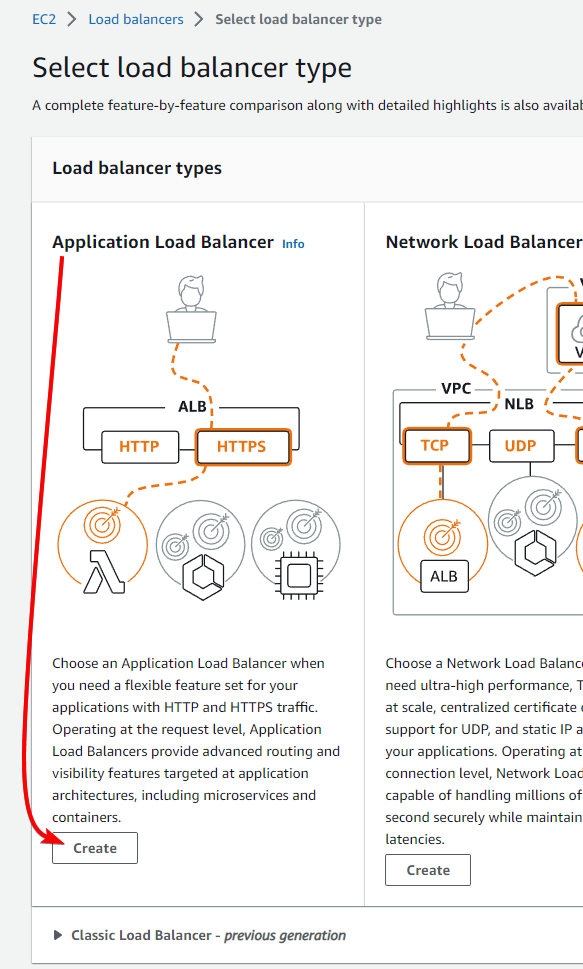 EC2 > Load balancers > Select load balancer type
Select load balancer type
A complete feature-by-feature comparison along with detailed highlights is also
Load balancer types
Application Load Balancer Info
ALB
HTTP HTTPS
Choose an Application Load Balancer when
you need a flexible feature set for your
applications with HTTP and HTTPS traffic.
Operating at the request level, Application
Load Balancers provide advanced routing and
visibility features targeted at application
architectures, including microservices and
containers.
Create
Network Load Balancer
VPC
NLB
TCP UDP
ALB
Choose a Network Load
need ultra-high performance,
at scale, centralized certificate
support for UDP, and static IP
your applications. Operating at
connection level, Network Load
capable of handling millions of
second securely while
latencies.
Create
Classic Load Balancer - previous generation